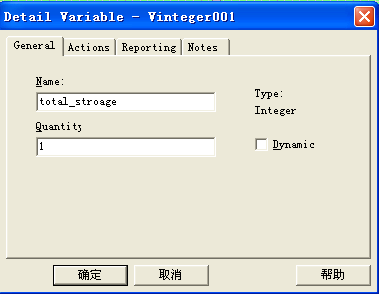 Detail Variable - Vinteger001
General Actions Reporting Notes
Name:
total_stroage
Type:
Integer
Quantity
1
Dynamic
确定 取消 帮助